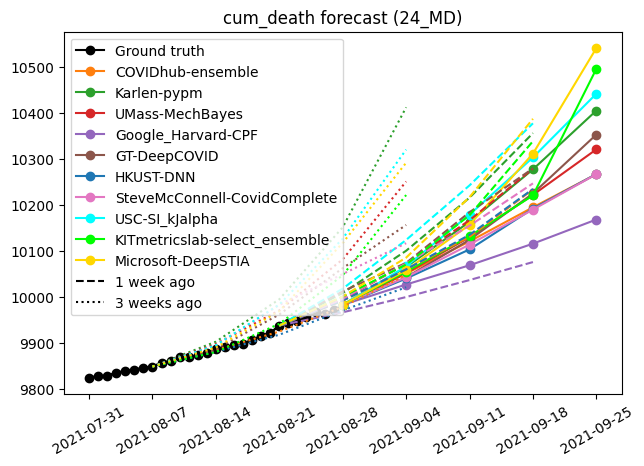 cum_death forecast (24_MD)
10500
10400
10300
10200
10100
10000
9900
9800
Ground truth
COVIDhub-ensemble
Karlen-pypm
UMass-MechBayes
Google_Harvard-CPF
GT-DeepCOVID
HKUST-DNN
SteveMcConnell-CovidComplete
USC-SI_kJalpha
KITmetricslab-select_ensemble
Microsoft-DeepSTIA
1 week ago
3 weeks ago
2021-07-31
2021-08-07
2021-08-14
2021-08-21
2021-08-28
2021-09-04
2021-09-11
2021-09-18
2021-09-25